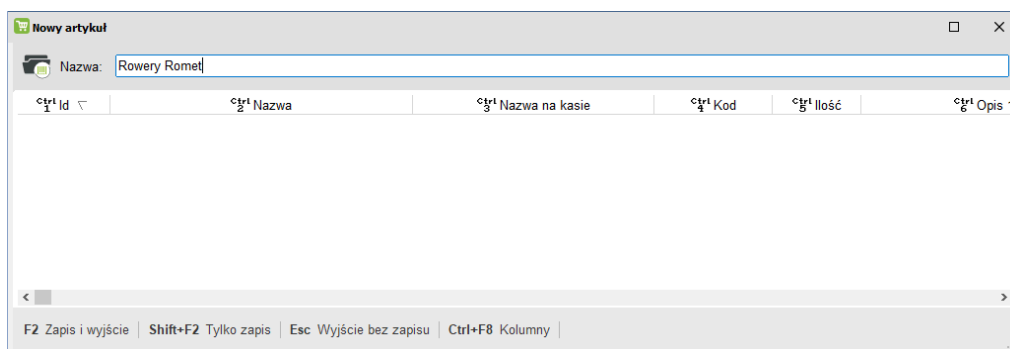 Nowy artykuł
Nazwa: Rowery Romet
Ctrl 1 Id Ctrl 2 Nazwa Ctrl 3 Nazwa na kasie Ctrl 4 Kod Ctrl 5 Ilość Ctrl 6 Opis
F2 Zapis i wyjście Shift+F2 Tylko zapis Esc Wyjście bez zapisu Ctrl+F8 Kolumny